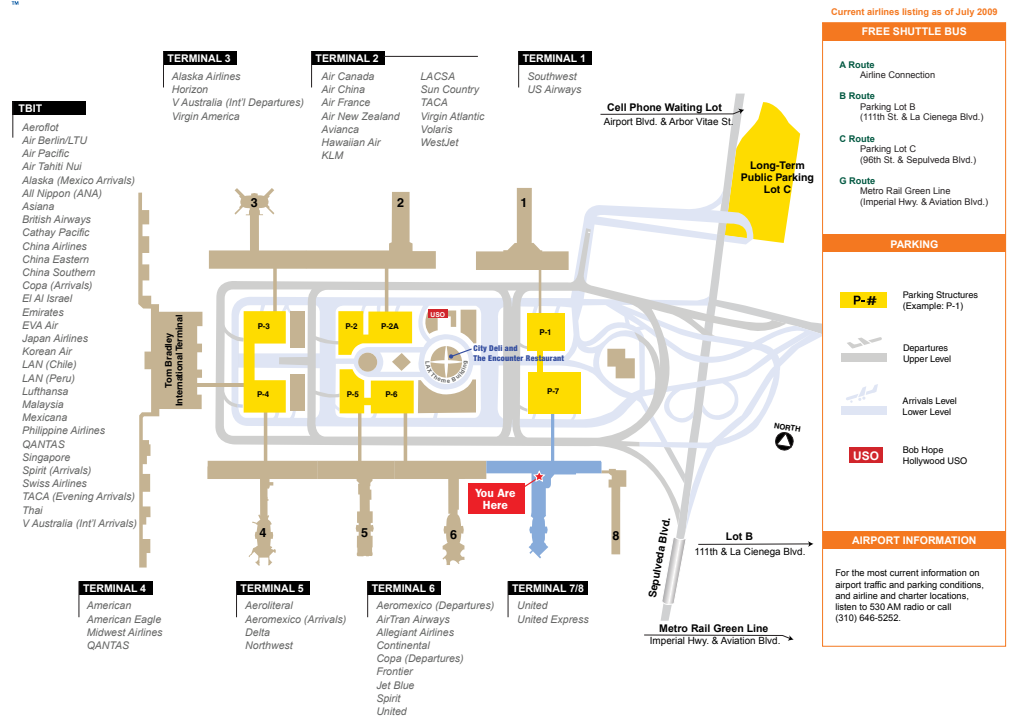 ™
Current airlines listing as of July 2009
FREE SHUTTLE BUS
A Route
Airline Connection
B Route
Parking Lot B
(111th St. & La Cienega Blvd.)
C Route
Parking Lot C
(96th St. & Sepulveda Blvd.)
G Route
Metro Rail Green Line
(Imperial Hwy. & Aviation Blvd.)
PARKING
P-#
Parking Structures
(Example: P-1)
Departures
Upper Level
Arrivals Level
Lower Level
USO
Bob Hope
Hollywood USO
AIRPORT INFORMATION
For the most current information on
airport traffic and parking conditions,
and airline and charter locations,
listen to 530 AM radio or call
(310) 646-5252.
TBIT
Aeroflot
Air Berlin/LTU
Air Pacific
Air Tahiti Nui
Alaska (Mexico Arrivals)
All Nippon (ANA)
Asiana
British Airways
Cathay Pacific
China Airlines
China Eastern
China Southern
Copa (Arrivals)
El Al Israel
Emirates
EVA Air
Japan Airlines
Korean Air
LAN (Chile)
LAN (Peru)
Lufthansa
Malaysia
Mexicana
Philippine Airlines
QANTAS
Singapore
Spirit (Arrivals)
Swiss Airlines
TACA (Evening Arrivals)
Thai
V Australia (Int'l Arrivals)
TERMINAL 3
Alaska Airlines
Horizon
V Australia (Int'l Departures)
Virgin America
TERMINAL 2
Air Canada
Air China
Air France
Air New Zealand
Avianca
Hawaiian Air
KLM
LACSA
Sun Country
TACA
Virgin Atlantic
Volaris
WestJet
TERMINAL 1
Southwest
US Airways
Cell Phone Waiting Lot
Airport Blvd. & Arbor Vitae St.
Long-Term
Public Parking
Lot C
3
2
1
Tom Bradley
International Terminal
P-3
P-2
P-2A
USO
P-1
City Deli and
The Encounter Restaurant
LAX Theme Building
P-4
P-5
P-6
P-7
NORTH
You Are
Here
4
5
6
8
Sepulveda Blvd.
Lot B
111th & La Cienega Blvd.
Metro Rail Green Line
Imperial Hwy. & Aviation Blvd.
TERMINAL 4
American
American Eagle
Midwest Airlines
QANTAS
TERMINAL 5
Aeroliteral
Aeromexico (Arrivals)
Delta
Northwest
TERMINAL 6
Aeromexico (Departures)
AirTran Airways
Allegiant Airlines
Continental
Copa (Departures)
Frontier
Jet Blue
Spirit
United
TERMINAL 7/8
United
United Express